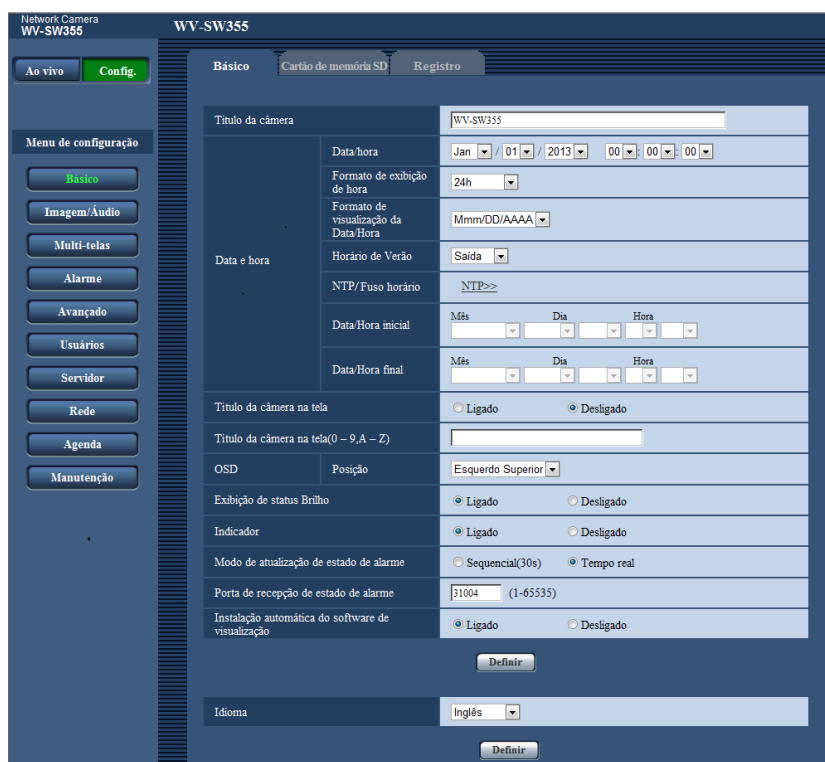 Network Camera
WV-SW355
WV-SW355
Ao vivo
Config.
Menu de configuração
Básico
Imagem/Áudio
Multi-telas
Alarme
Avançado
Usuários
Servidor
Rede
Agenda
Manutenção
Básico
Cartão de memória SD
Registro
Titulo da câmera
WV-SW355
Data e hora
Data/hora
Jan / 01 / 2013 00 : 00 : 00
Formato de exibição
de hora
24h
Formato de
visualização da
Data/Hora
Mmm/DD/AAAA
Horário de Verão
Saída
NTP/Fuso horário
NTP>>
Data/Hora inicial
Mês Dia Hora
Data/Hora final
Mês Dia Hora
Titulo da câmera na tela
Ligado Desligado
Titulo da câmera na tela(0 – 9,A – Z)
OSD
Posição
Esquerdo Superior
Exibição de status Brilho
Ligado Desligado
Indicador
Ligado Desligado
Modo de atualização de estado de alarme
Sequencial(30s) Tempo real
Porta de recepção de estado de alarme
31004 (1-65535)
Instalação automática do software de
visualização
Ligado Desligado
Definir
Idioma
Inglês
Definir